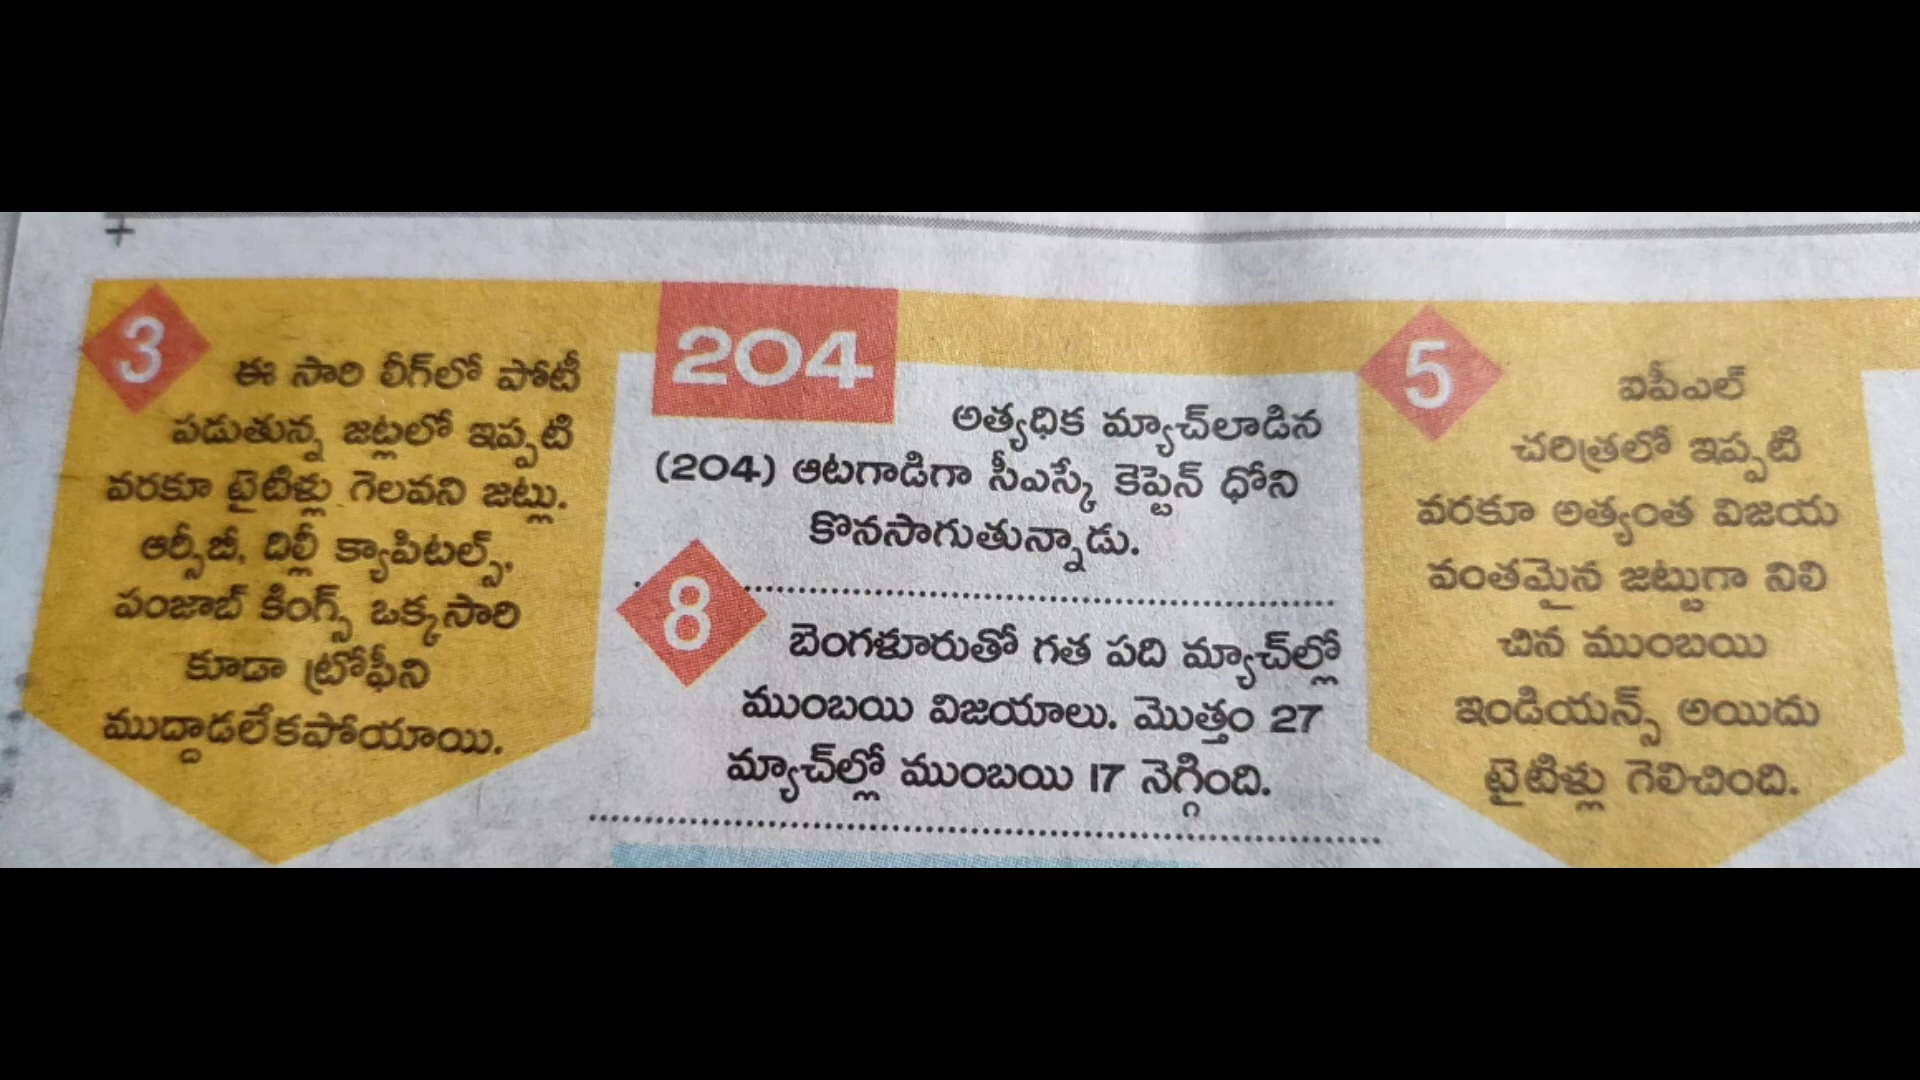 3
ఈ సారి లీగ్‌లో పోటీ
పడుతున్న జట్లలో ఇప్పటి
వరకూ టైటిళ్లు గెలవని జట్లు.
ఆర్సీబీ, దిల్లీ క్యాపిటల్స్,
పంజాబ్ కింగ్స్ ఒక్కసారి
కూడా ట్రోఫీని
ముద్దాడలేకపోయాయి.
204
అత్యధిక మ్యాచ్‌లాడిన
(204) ఆటగాడిగా సీఎస్కే కెప్టెన్ ధోని
కొనసాగుతున్నాడు.
8
బెంగళూరుతో గత పది మ్యాచ్‌ల్లో
ముంబయి విజయాలు. మొత్తం 27
మ్యాచ్‌ల్లో ముంబయి 17 నెగ్గింది.
5
ఐపీఎల్
చరిత్రలో ఇప్పటి
వరకూ అత్యంత విజయ
వంతమైన జట్టుగా నిలి
చిన ముంబయి
ఇండియన్స్ అయిదు
టైటిళ్లు గెలిచింది.